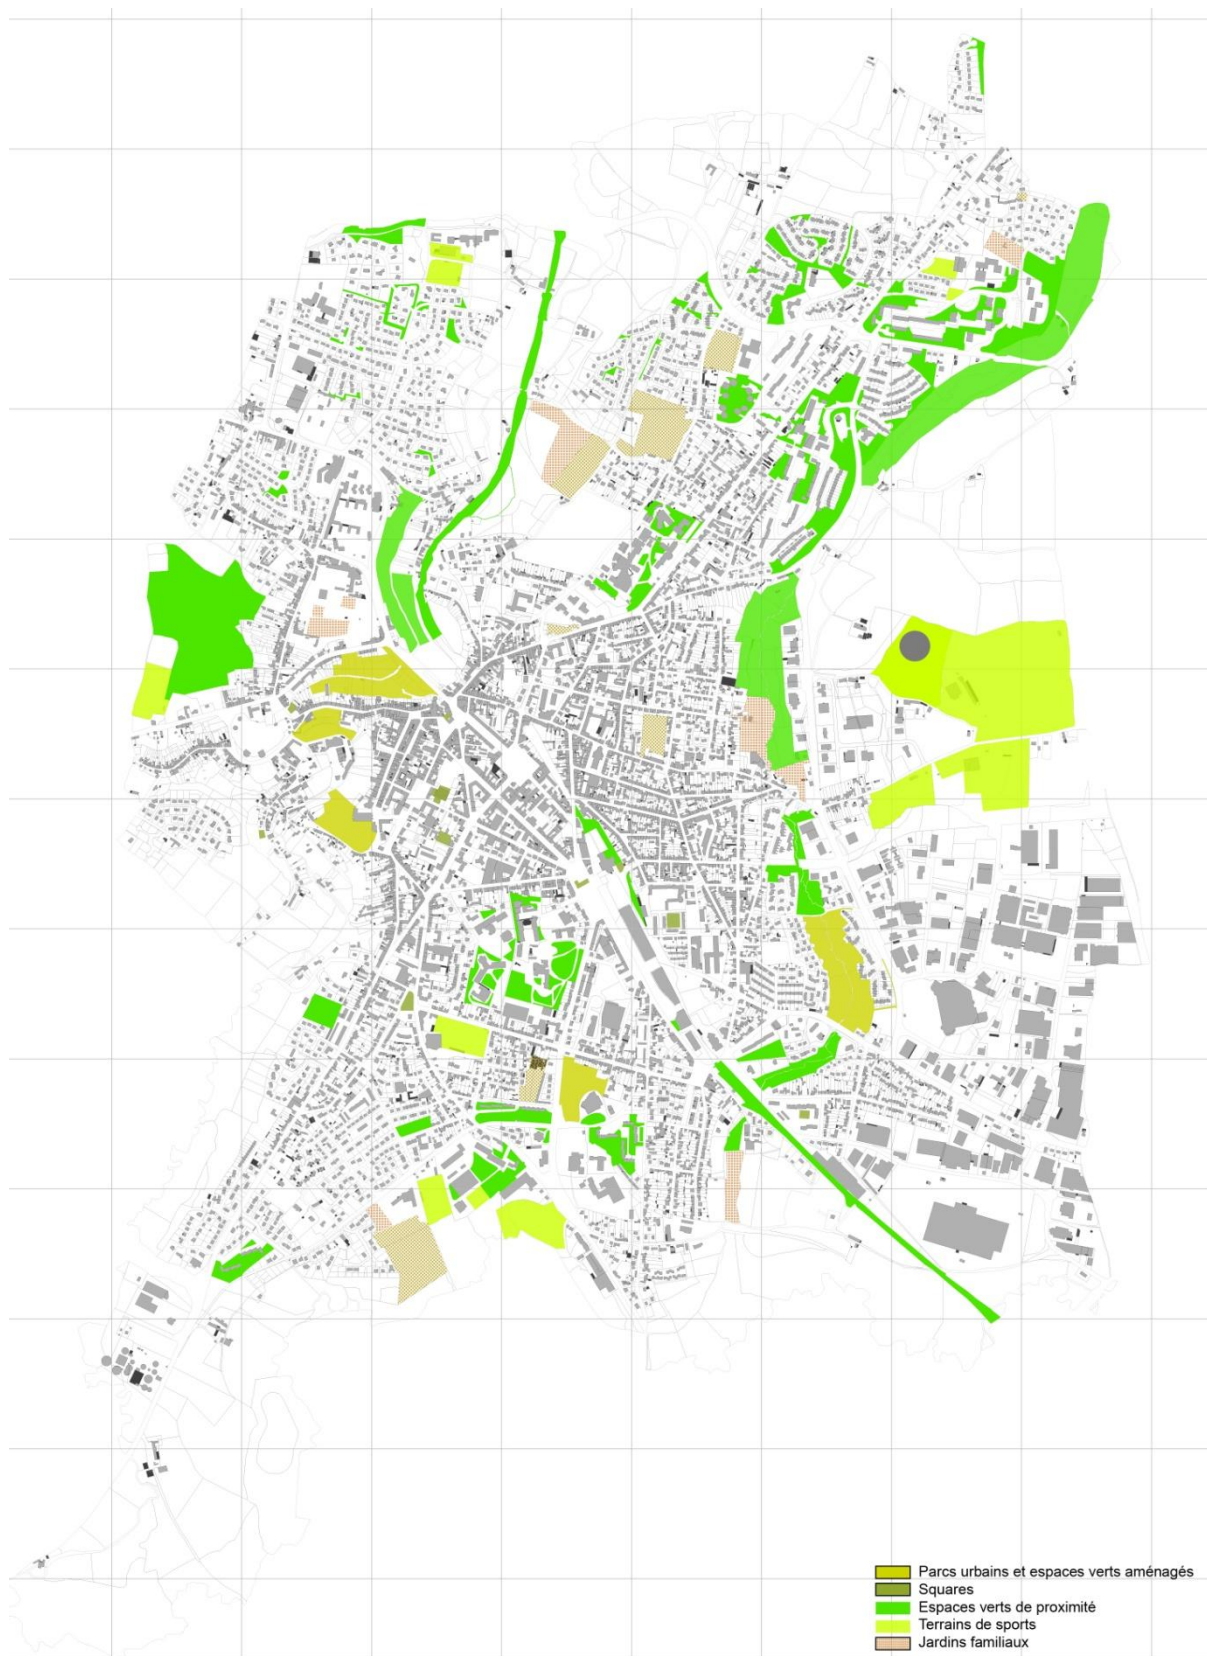 Parcs urbains et espaces verts aménagés
Squares
Espaces verts de proximité
Terrains de sports
Jardins familiaux